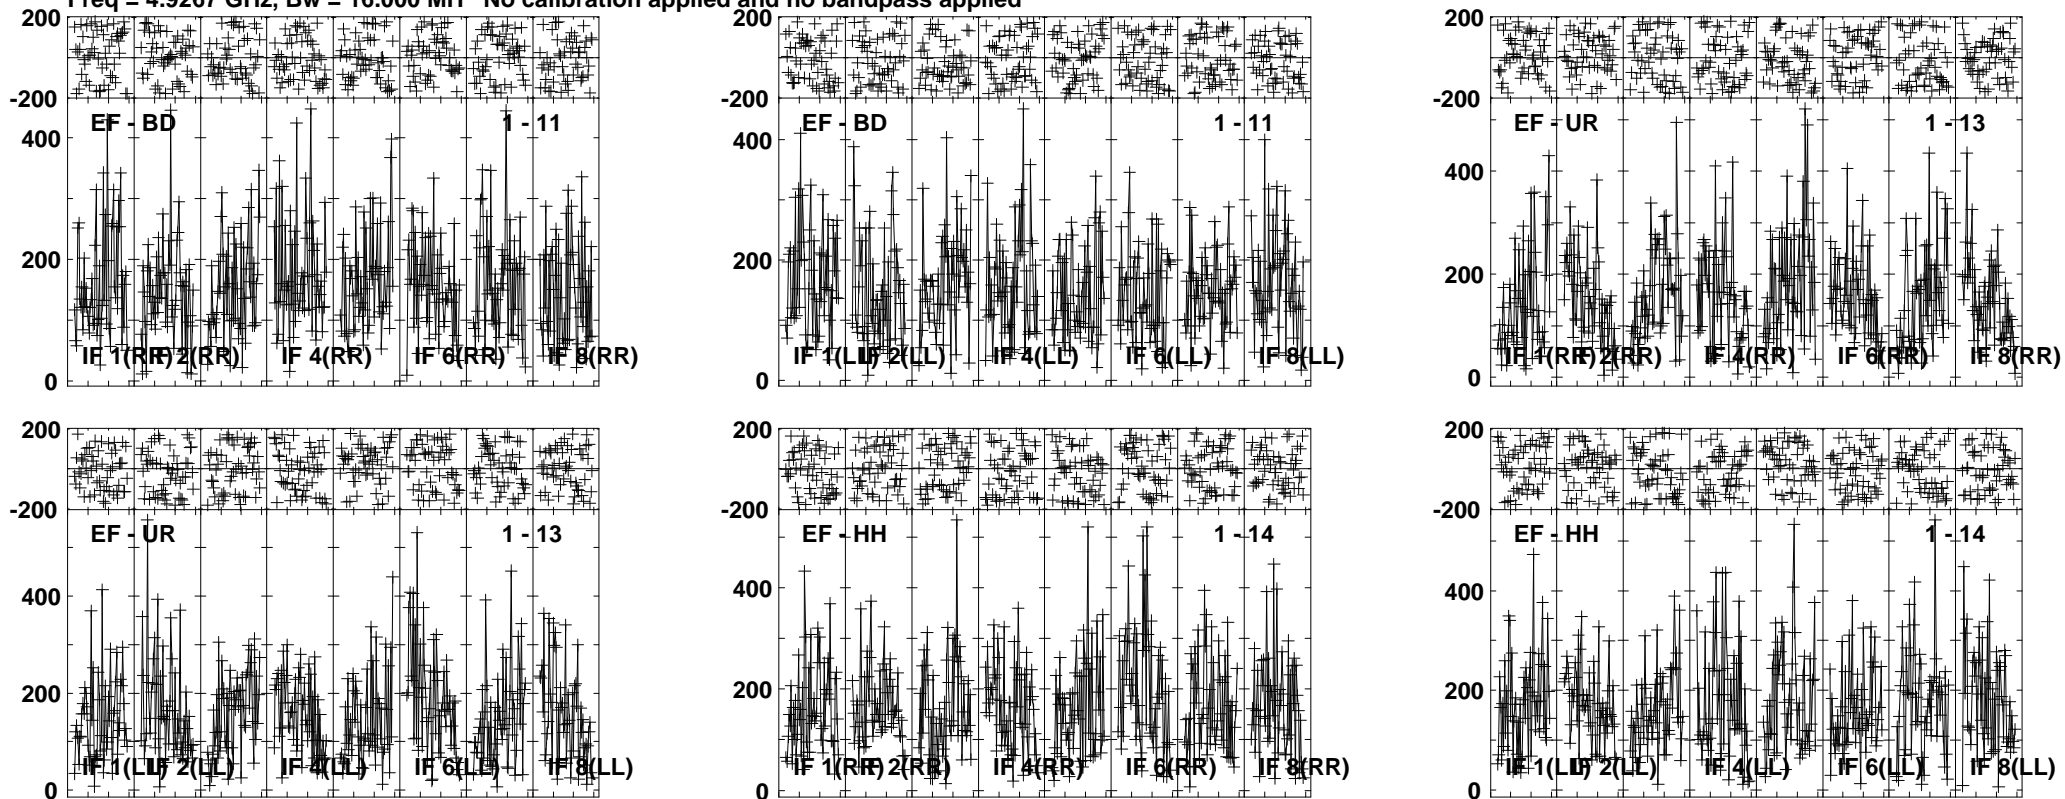 Freq = 4.9267 GHz, Bw = 16.000 MH No calibration applied and no bandpass applied
200
-200
EF - BD 1 - 11
400
200
0
IF 1(RR) IF 2(RR) IF 4(RR) IF 6(RR) IF 8(RR)
EF - BD 1 - 11
400
200
0
IF 1(LL) IF 2(LL) IF 4(LL) IF 6(LL) IF 8(LL)
200
-200
EF - UR 1 - 13
400
200
0
IF 1(RR) IF 2(RR) IF 4(RR) IF 6(RR) IF 8(RR)
200
-200
EF - UR 1 - 13
400
200
0
IF 1(LL) IF 2(LL) IF 4(LL) IF 6(LL) IF 8(LL)
200
-200
EF - HH 1 - 14
400
200
0
IF 1(RR) IF 2(RR) IF 4(RR) IF 6(RR) IF 8(RR)
200
-200
EF - HH 1 - 14
400
200
0
IF 1(LL) IF 2(LL) IF 4(LL) IF 6(LL) IF 8(LL)
200
-200